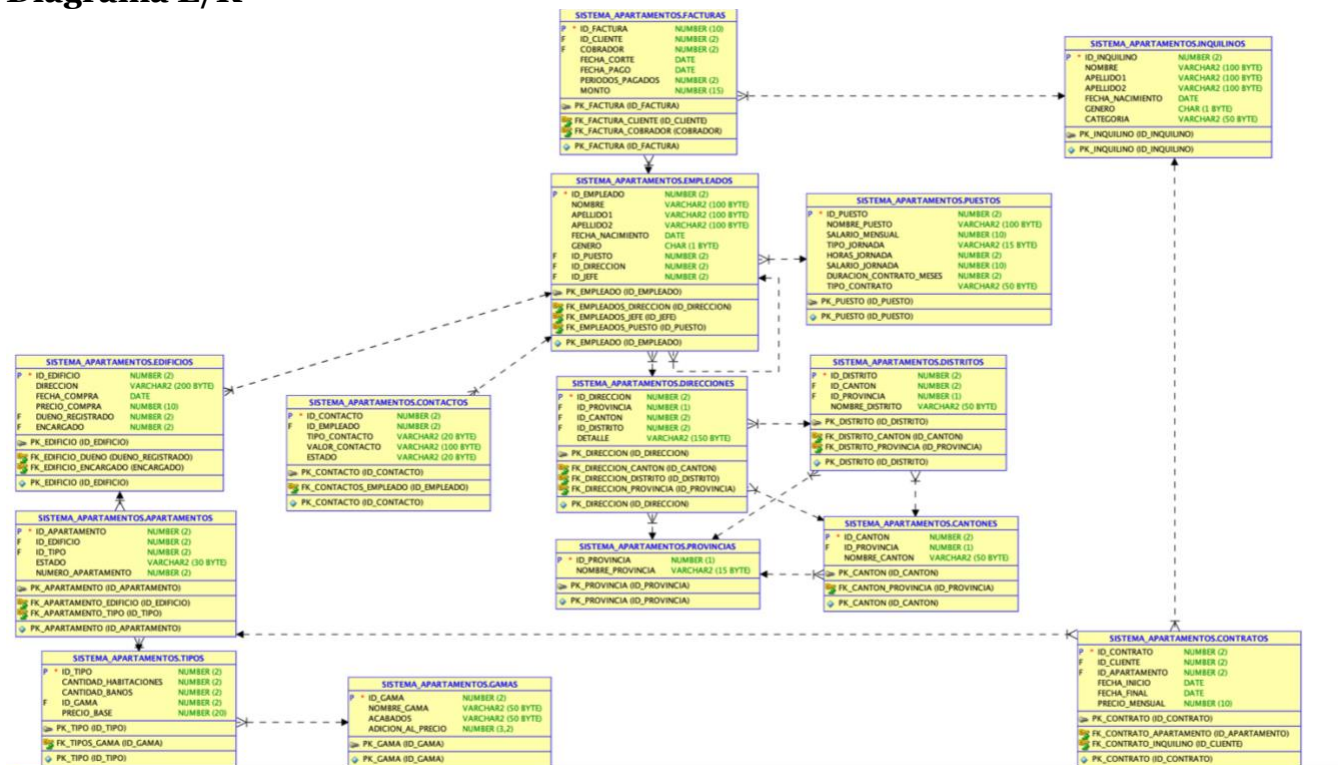 Diagrama E/R
SISTEMA_APARTAMENTOS.FACTURAS
P * ID_FACTURA NUMBER (10)
F ID_CLIENTE NUMBER (2)
F COBRADOR NUMBER (2)
FECHA_CORTE DATE
FECHA_PAGO DATE
PERIODOS_PAGADOS NUMBER (2)
MONTO NUMBER (15)
PK_FACTURA (ID_FACTURA)
FK_FACTURA_CLIENTE (ID_CLIENTE)
FK_FACTURA_COBRADOR (COBRADOR)
PK_FACTURA (ID_FACTURA)
SISTEMA_APARTAMENTOS.INQUILINOS
P * ID_INQUILINO NUMBER (2)
NOMBRE VARCHAR2 (100 BYTE)
APELLIDO1 VARCHAR2 (100 BYTE)
APELLIDO2 VARCHAR2 (100 BYTE)
FECHA_NACIMIENTO DATE
GENERO CHAR (1 BYTE)
CATEGORIA VARCHAR2 (50 BYTE)
PK_INQUILINO (ID_INQUILINO)
PK_INQUILINO (ID_INQUILINO)
SISTEMA_APARTAMENTOS.EMPLEADOS
P * ID_EMPLEADO NUMBER (2)
NOMBRE VARCHAR2 (100 BYTE)
APELLIDO1 VARCHAR2 (100 BYTE)
APELLIDO2 VARCHAR2 (100 BYTE)
FECHA_NACIMIENTO DATE
GENERO CHAR (1 BYTE)
F ID_PUESTO NUMBER (2)
F ID_DIRECCION NUMBER (2)
F ID_JEFE NUMBER (2)
PK_EMPLEADO (ID_EMPLEADO)
FK_EMPLEADOS_DIRECCION (ID_DIRECCION)
FK_EMPLEADOS_JEFE (ID_JEFE)
FK_EMPLEADOS_PUESTO (ID_PUESTO)
PK_EMPLEADO (ID_EMPLEADO)
SISTEMA_APARTAMENTOS.PUESTOS
P * ID_PUESTO NUMBER (2)
NOMBRE_PUESTO VARCHAR2 (100 BYTE)
SALARIO_MENSUAL NUMBER (10)
TIPO_JORNADA VARCHAR2 (15 BYTE)
HORAS_JORNADA NUMBER (2)
SALARIO_JORNADA NUMBER (10)
DURACION_CONTRATO_MESES NUMBER (2)
TIPO_CONTRATO VARCHAR2 (50 BYTE)
PK_PUESTO (ID_PUESTO)
PK_PUESTO (ID_PUESTO)
SISTEMA_APARTAMENTOS.EDIFICIOS
P * ID_EDIFICIO NUMBER (2)
DIRECCION VARCHAR2 (200 BYTE)
FECHA_COMPRA DATE
PRECIO_COMPRA NUMBER (10)
F DUENO_REGISTRADO NUMBER (2)
F ENCARGADO NUMBER (2)
PK_EDIFICIO (ID_EDIFICIO)
FK_EDIFICIO_DUENO (DUENO_REGISTRADO)
FK_EDIFICIO_ENCARGADO (ENCARGADO)
PK_EDIFICIO (ID_EDIFICIO)
SISTEMA_APARTAMENTOS.CONTACTOS
P * ID_CONTACTO NUMBER (2)
F ID_EMPLEADO NUMBER (2)
TIPO_CONTACTO VARCHAR2 (20 BYTE)
VALOR_CONTACTO VARCHAR2 (100 BYTE)
ESTADO VARCHAR2 (20 BYTE)
PK_CONTACTO (ID_CONTACTO)
FK_CONTACTOS_EMPLEADO (ID_EMPLEADO)
PK_CONTACTO (ID_CONTACTO)
SISTEMA_APARTAMENTOS.DIRECCIONES
P * ID_DIRECCION NUMBER (2)
F ID_PROVINCIA NUMBER (1)
F ID_CANTON NUMBER (2)
F ID_DISTRITO NUMBER (2)
DETALLE VARCHAR2 (150 BYTE)
PK_DIRECCION (ID_DIRECCION)
FK_DIRECCION_CANTON (ID_CANTON)
FK_DIRECCION_DISTRITO (ID_DISTRITO)
FK_DIRECCION_PROVINCIA (ID_PROVINCIA)
PK_DIRECCION (ID_DIRECCION)
SISTEMA_APARTAMENTOS.DISTRITOS
P * ID_DISTRITO NUMBER (2)
F ID_CANTON NUMBER (2)
F ID_PROVINCIA NUMBER (1)
NOMBRE_DISTRITO VARCHAR2 (50 BYTE)
PK_DISTRITO (ID_DISTRITO)
FK_DISTRITO_CANTON (ID_CANTON)
FK_DISTRITO_PROVINCIA (ID_PROVINCIA)
PK_DISTRITO (ID_DISTRITO)
SISTEMA_APARTAMENTOS.APARTAMENTOS
P * ID_APARTAMENTO NUMBER (2)
F ID_EDIFICIO NUMBER (2)
F ID_TIPO NUMBER (2)
ESTADO VARCHAR2 (30 BYTE)
NUMERO_APARTAMENTO NUMBER (2)
PK_APARTAMENTO (ID_APARTAMENTO)
FK_APARTAMENTO_EDIFICIO (ID_EDIFICIO)
FK_APARTAMENTO_TIPO (ID_TIPO)
PK_APARTAMENTO (ID_APARTAMENTO)
SISTEMA_APARTAMENTOS.PROVINCIAS
P * ID_PROVINCIA NUMBER (1)
NOMBRE_PROVINCIA VARCHAR2 (15 BYTE)
PK_PROVINCIA (ID_PROVINCIA)
PK_PROVINCIA (ID_PROVINCIA)
SISTEMA_APARTAMENTOS.CANTONES
P * ID_CANTON NUMBER (2)
F ID_PROVINCIA NUMBER (1)
NOMBRE_CANTON VARCHAR2 (50 BYTE)
PK_CANTON (ID_CANTON)
FK_CANTON_PROVINCIA (ID_PROVINCIA)
PK_CANTON (ID_CANTON)
SISTEMA_APARTAMENTOS.TIPOS
P * ID_TIPO NUMBER (2)
CANTIDAD_HABITACIONES NUMBER (2)
CANTIDAD_BANOS NUMBER (2)
F ID_GAMA NUMBER (2)
PRECIO_BASE NUMBER (20)
PK_TIPO (ID_TIPO)
FK_TIPOS_GAMA (ID_GAMA)
PK_TIPO (ID_TIPO)
SISTEMA_APARTAMENTOS.GAMAS
P * ID_GAMA NUMBER (2)
NOMBRE_GAMA VARCHAR2 (50 BYTE)
ACABADOS VARCHAR2 (50 BYTE)
ADICION_AL_PRECIO NUMBER (3,2)
PK_GAMA (ID_GAMA)
PK_GAMA (ID_GAMA)
SISTEMA_APARTAMENTOS.CONTRATOS
P * ID_CONTRATO NUMBER (2)
F ID_CLIENTE NUMBER (2)
F ID_APARTAMENTO NUMBER (2)
FECHA_INICIO DATE
FECHA_FINAL DATE
PRECIO_MENSUAL NUMBER (10)
PK_CONTRATO (ID_CONTRATO)
FK_CONTRATO_APARTAMENTO (ID_APARTAMENTO)
FK_CONTRATO_INQUILINO (ID_CLIENTE)
PK_CONTRATO (ID_CONTRATO)